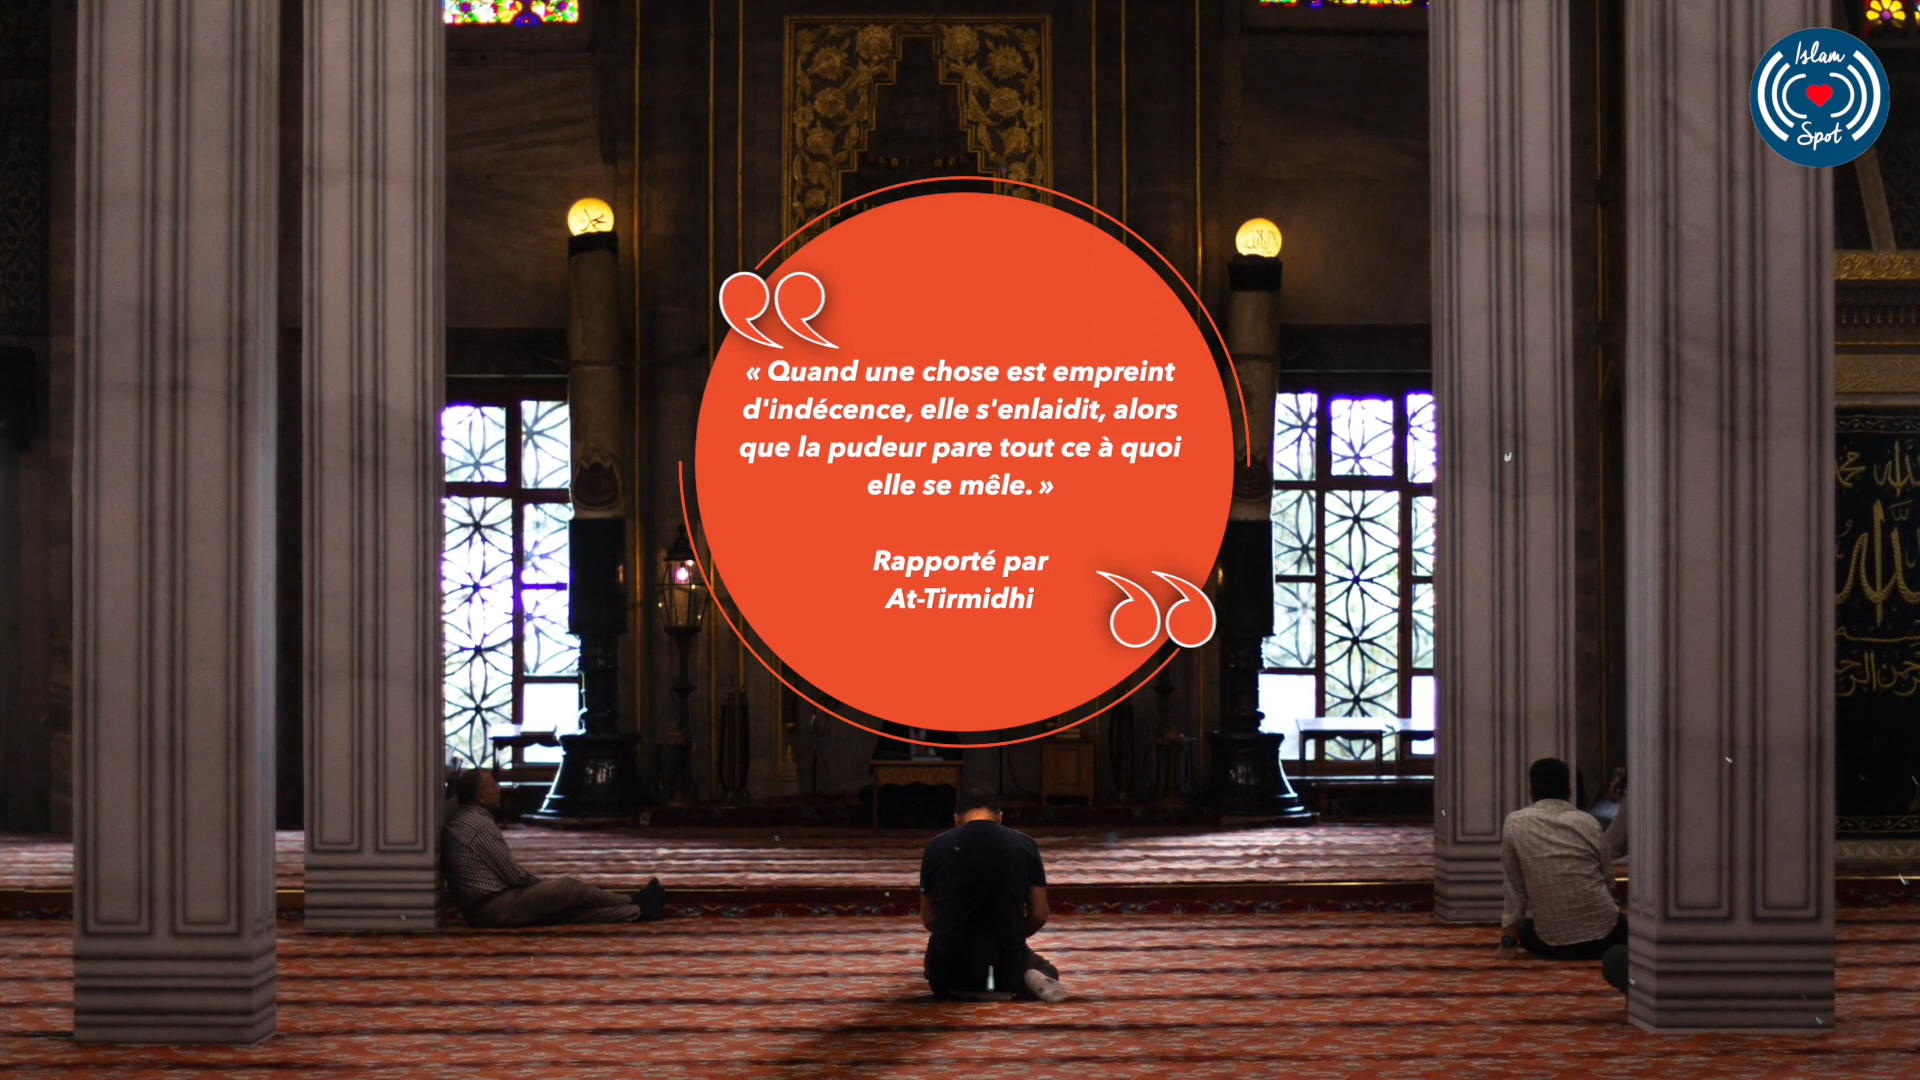 Islam
Spot
« Quand une chose est empreint
d'indécence, elle s'enlaidit, alors
que la pudeur pare tout ce à quoi
elle se mêle. »
Rapporté par
At-Tirmidhi